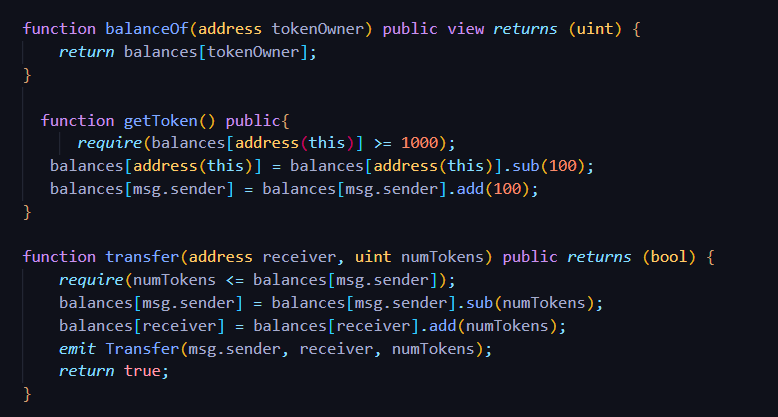 function balanceOf(address tokenOwner) public view returns (uint) {
return balances[tokenOwner];
}
function getToken() public{
require(balances[address(this)] >= 1000);
balances[address(this)] = balances[address(this)].sub(100);
balances[msg.sender] = balances[msg.sender].add(100);
}
function transfer(address receiver, uint numTokens) public returns (bool) {
require(numTokens <= balances[msg.sender]);
balances[msg.sender] = balances[msg.sender].sub(numTokens);
balances[receiver] = balances[receiver].add(numTokens);
emit Transfer(msg.sender, receiver, numTokens);
return true;
}